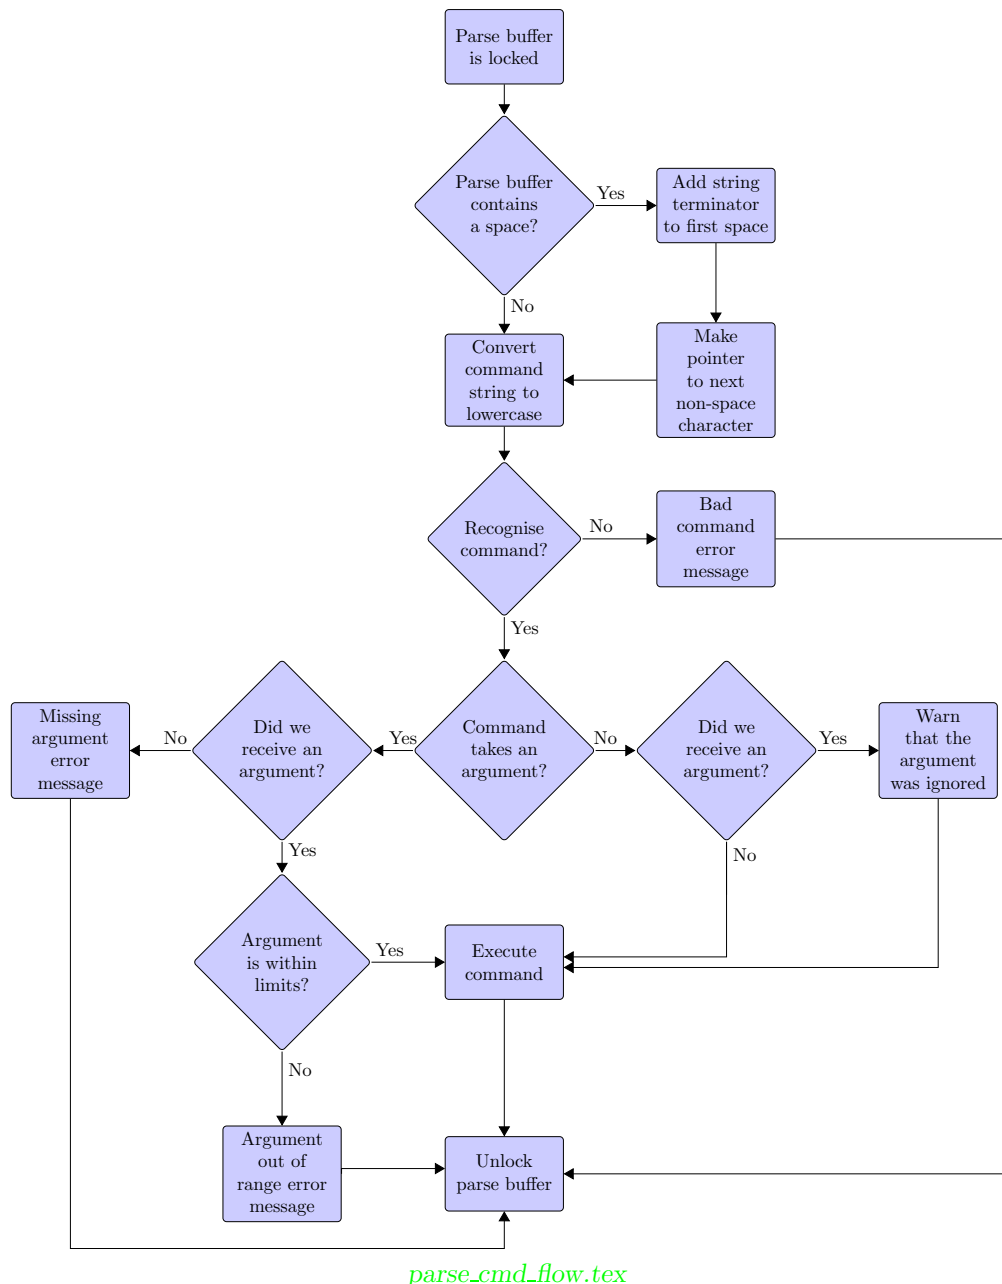 Parse buffer
is locked
Parse buffer
contains
a space?
Yes
Add string
terminator
to first space
No
Convert
command
string to
lowercase
Make
pointer
to next
non-space
character
Recognise
command?
No
Bad
command
error
message
Yes
Missing
argument
error
message
No
Did we
receive an
argument?
Yes
Command
takes an
argument?
No
Did we
receive an
argument?
Yes
Warn
that the
argument
was ignored
Yes
No
Argument
is within
limits?
Yes
Execute
command
No
Argument
out of
range error
message
Unlock
parse buffer
parse_cmd_flow.tex